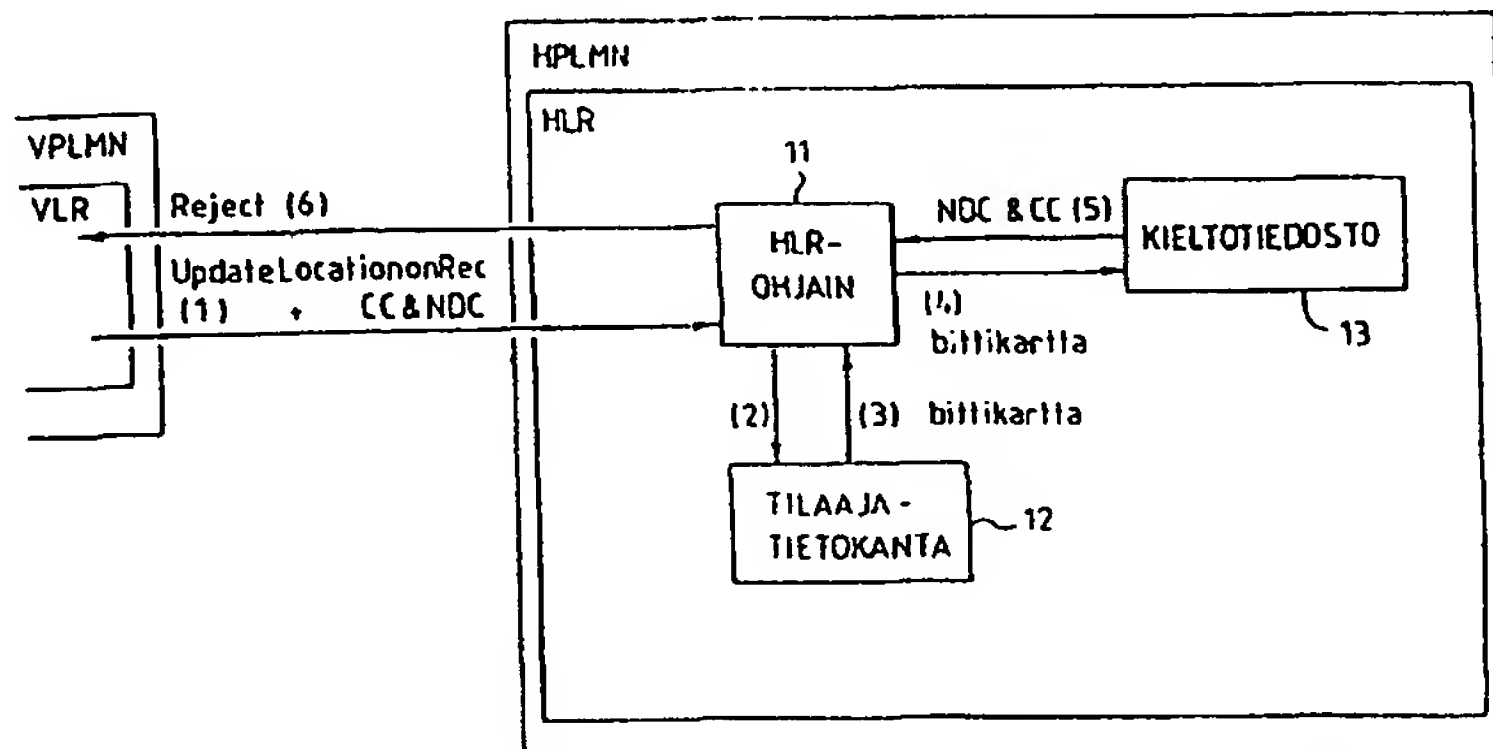 HPLMN
HLR
VPLMN
VLR
Reject (6)
UpdateLocationonRec
(1) + CC & NDC
11
HLR-
OHJAIN
NDC & CC (5)
KIELTOTIEDOSTO
(4)
bittikartta
13
(2)
(3) bittikartta
TILAAJA-
TIETOKANTA
12